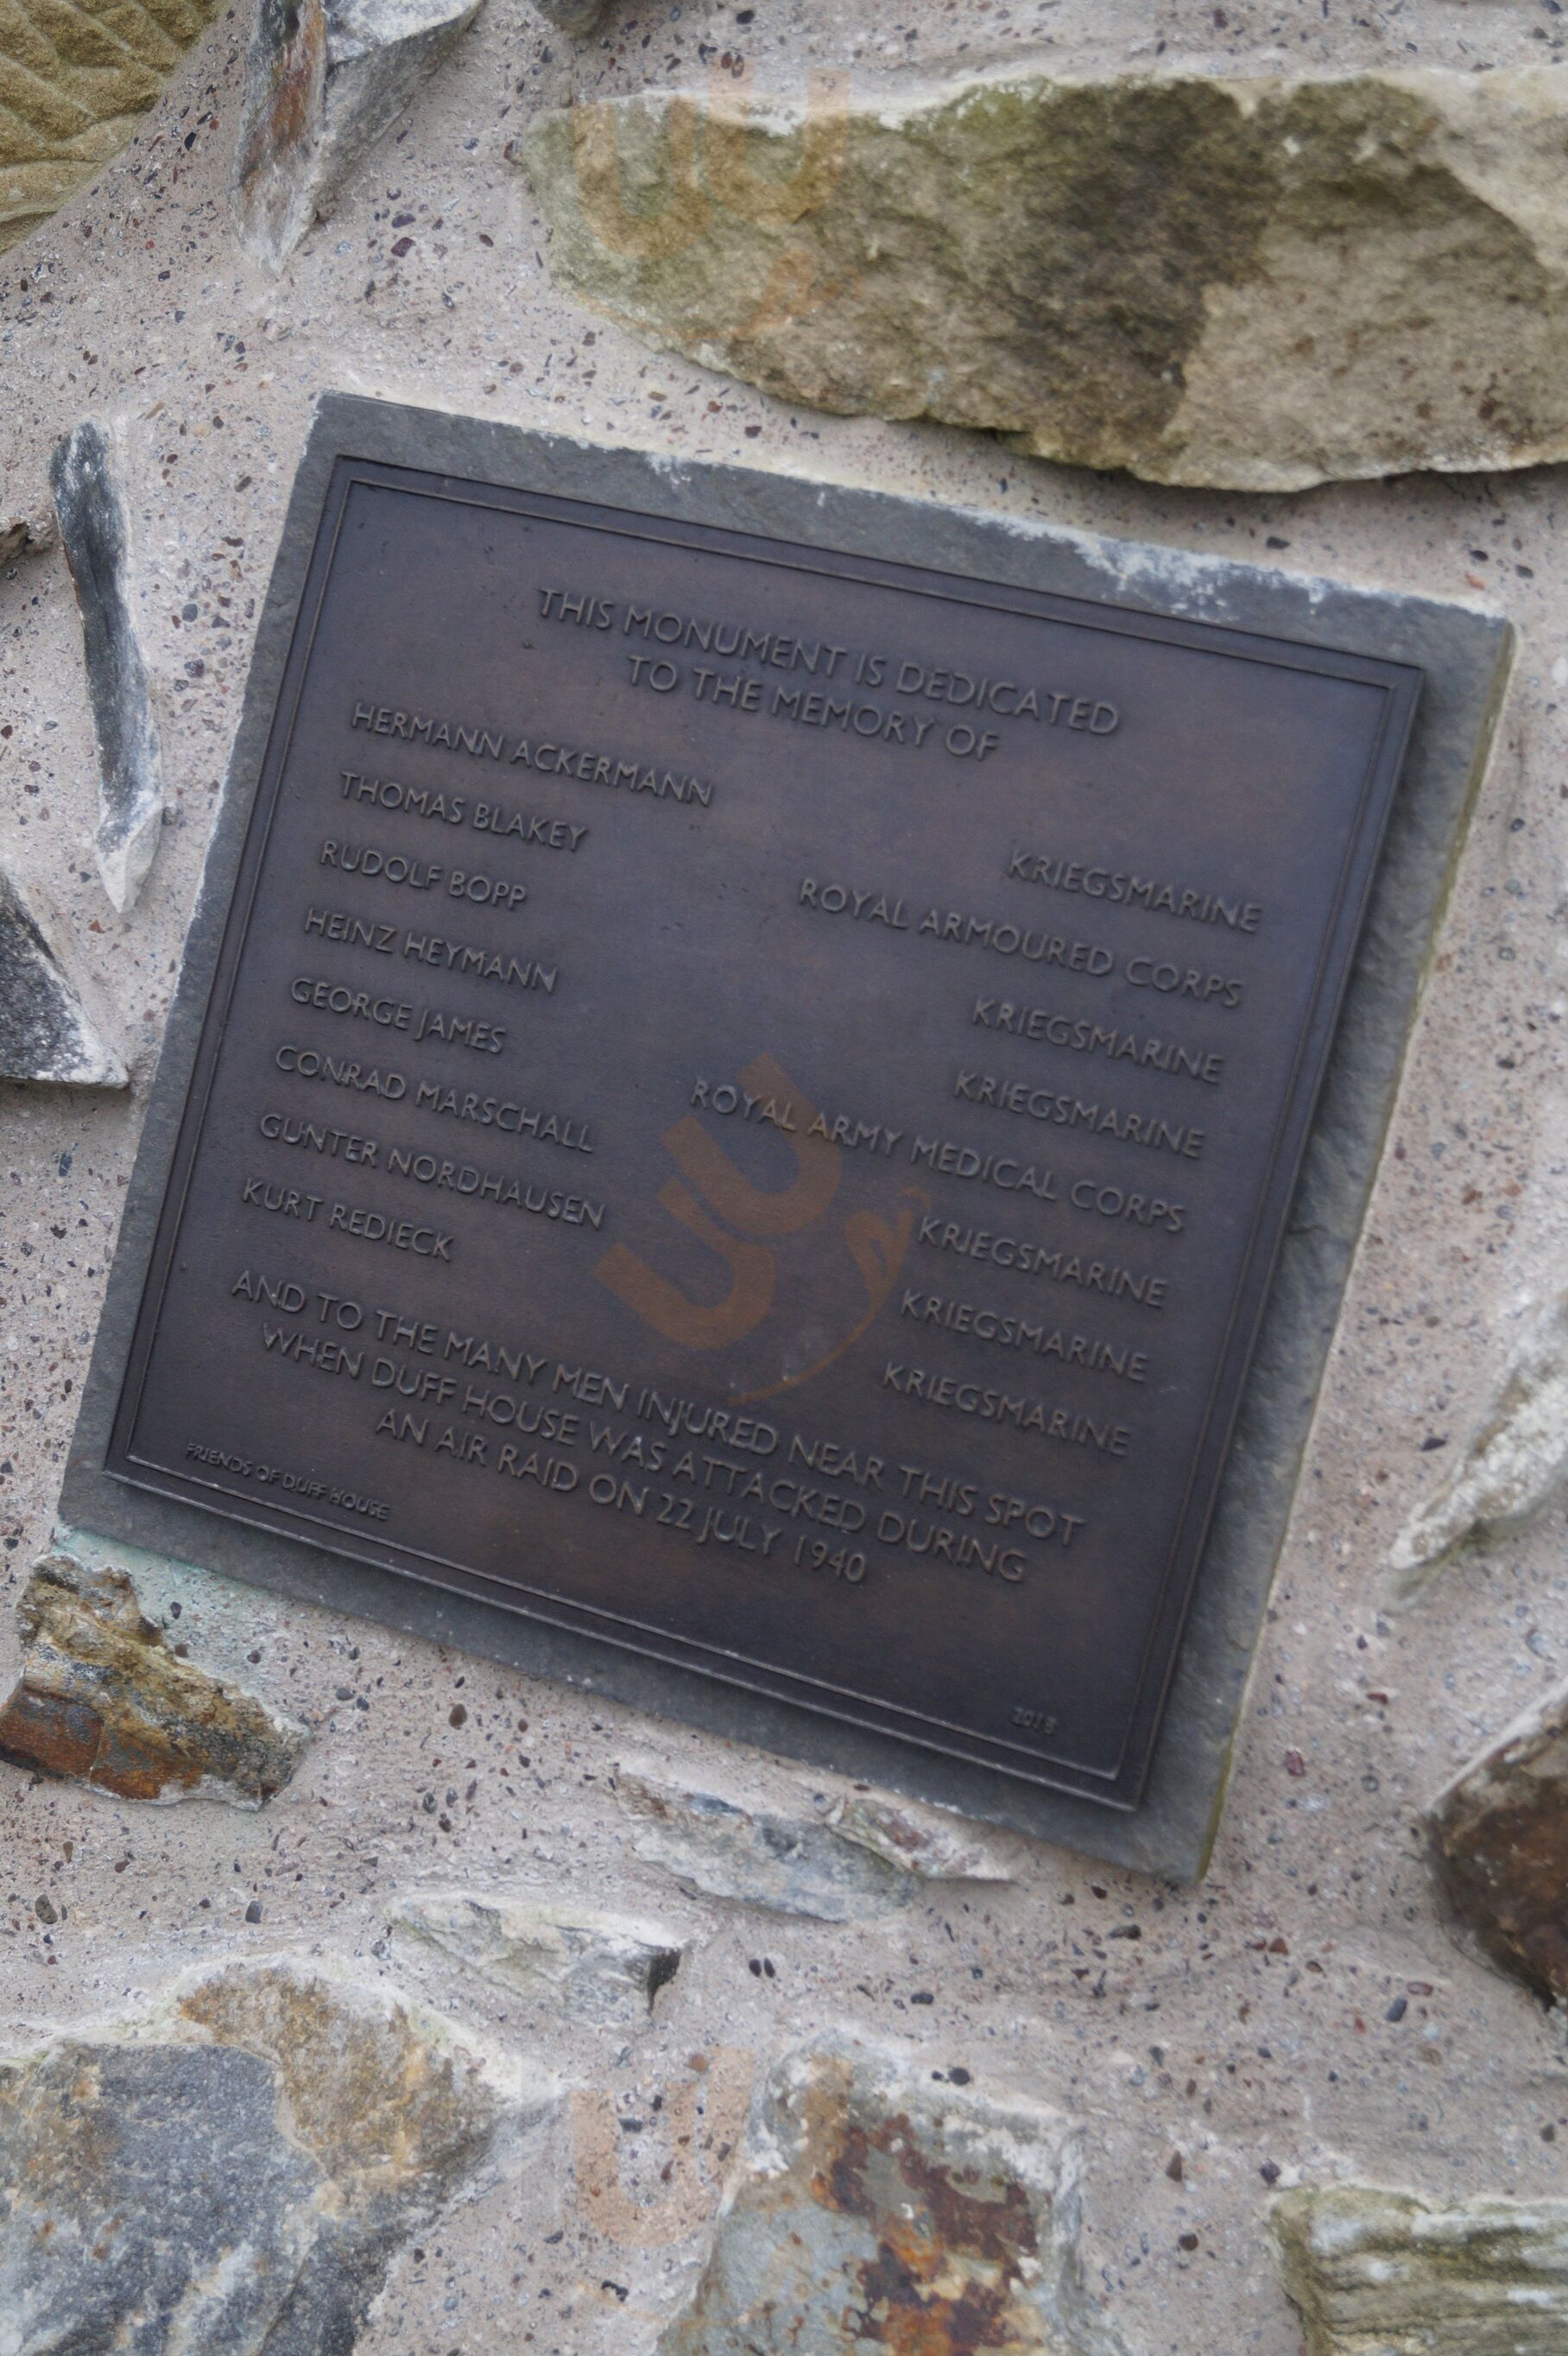 THIS MONUMENT IS DEDICATED
TO THE MEMORY OF
HERMANN ACKERMANN KRIEGSMARINE
THOMAS BLAKEY ROYAL ARMOURED CORPS
RUDOLF BOPP KRIEGSMARINE
HEINZ HEYMANN KRIEGSMARINE
GEORGE JAMES ROYAL ARMY MEDICAL CORPS
CONRAD MARSCHALL KRIEGSMARINE
GUNTER NORDHAUSEN KRIEGSMARINE
KURT REDIECK KRIEGSMARINE
AND TO THE MANY MEN INJURED NEAR THIS SPOT
WHEN DUFF HOUSE WAS ATTACKED DURING
AN AIR RAID ON 22 JULY 1940
FRIENDS OF DUFF HOUSE 2018